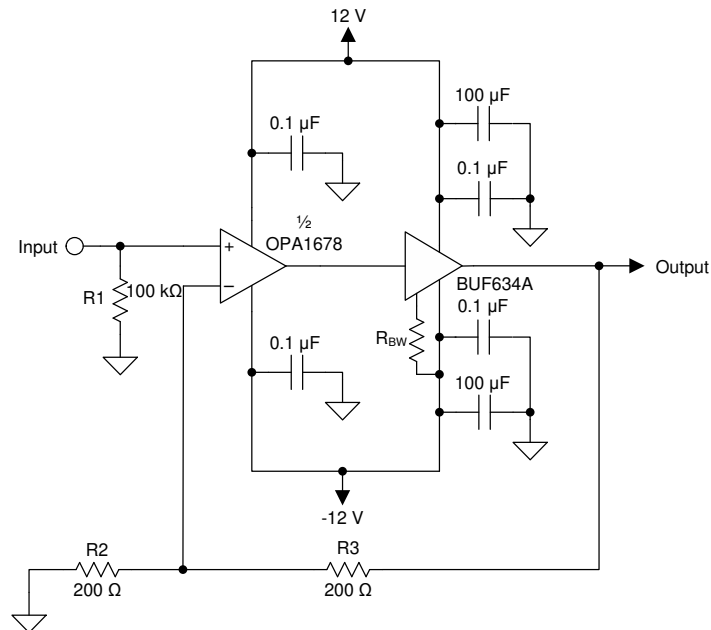 12 V
100 µF
0.1 µF
0.1 µF
½
OPA1678
Input
BUF634A
Output
R1
100 kΩ
0.1 µF
RBW
0.1 µF
100 µF
-12 V
R2
R3
200 Ω
200 Ω